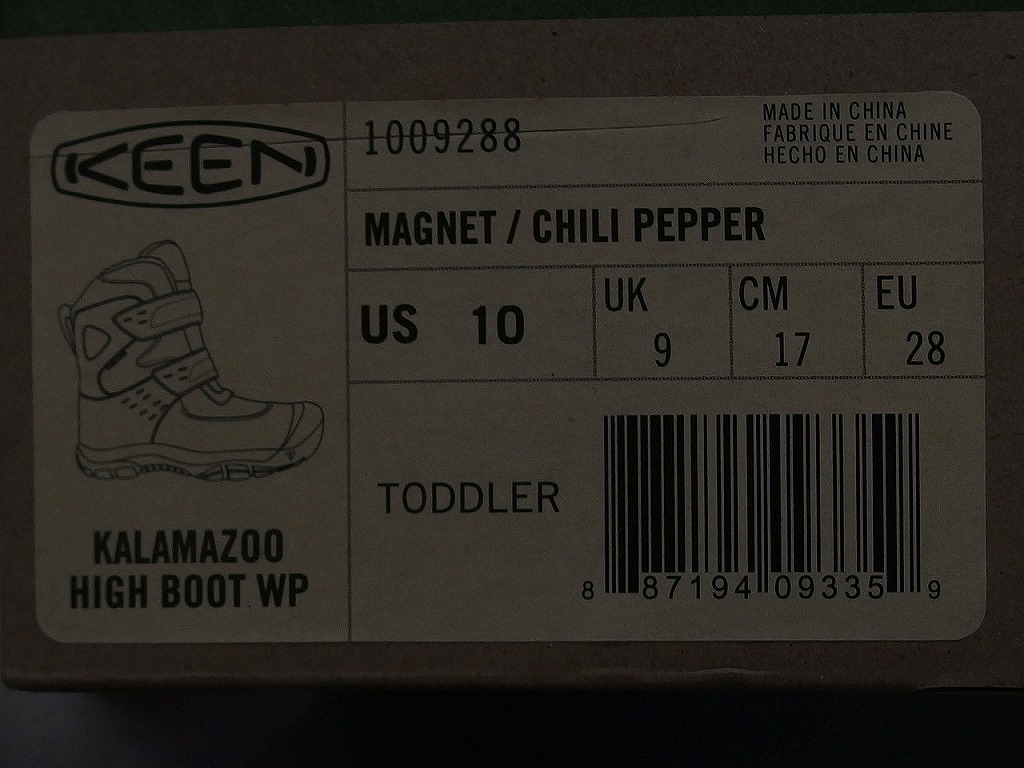 KEEN
1009288
MADE IN CHINA
FABRIQUE EN CHINE
HECHO EN CHINA
MAGNET / CHILI PEPPER
US 10
UK 9
CM 17
EU 28
TODDLER
KALAMAZOO
HIGH BOOT WP
8 87194 09335 9